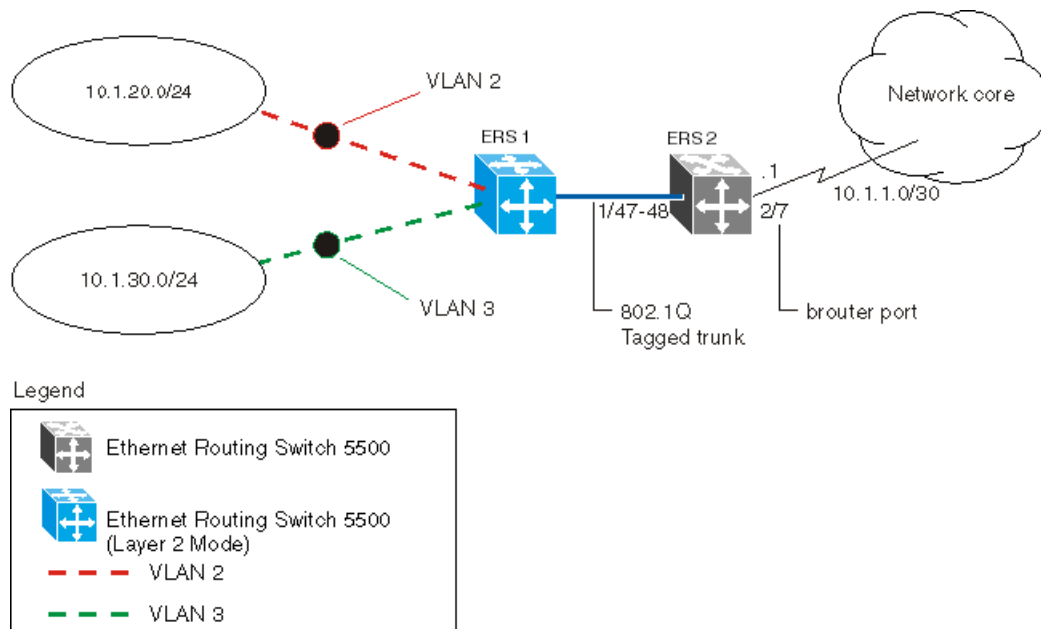 10.1.20.0/24
VLAN 2
Network core
ERS 1
ERS 2
.1
10.1.1.0/30
1/47-48
2/7
10.1.30.0/24
VLAN 3
802.1Q
Tagged trunk
brouter port
Legend
Ethernet Routing Switch 5500
Ethernet Routing Switch 5500
(Layer 2 Mode)
VLAN 2
VLAN 3